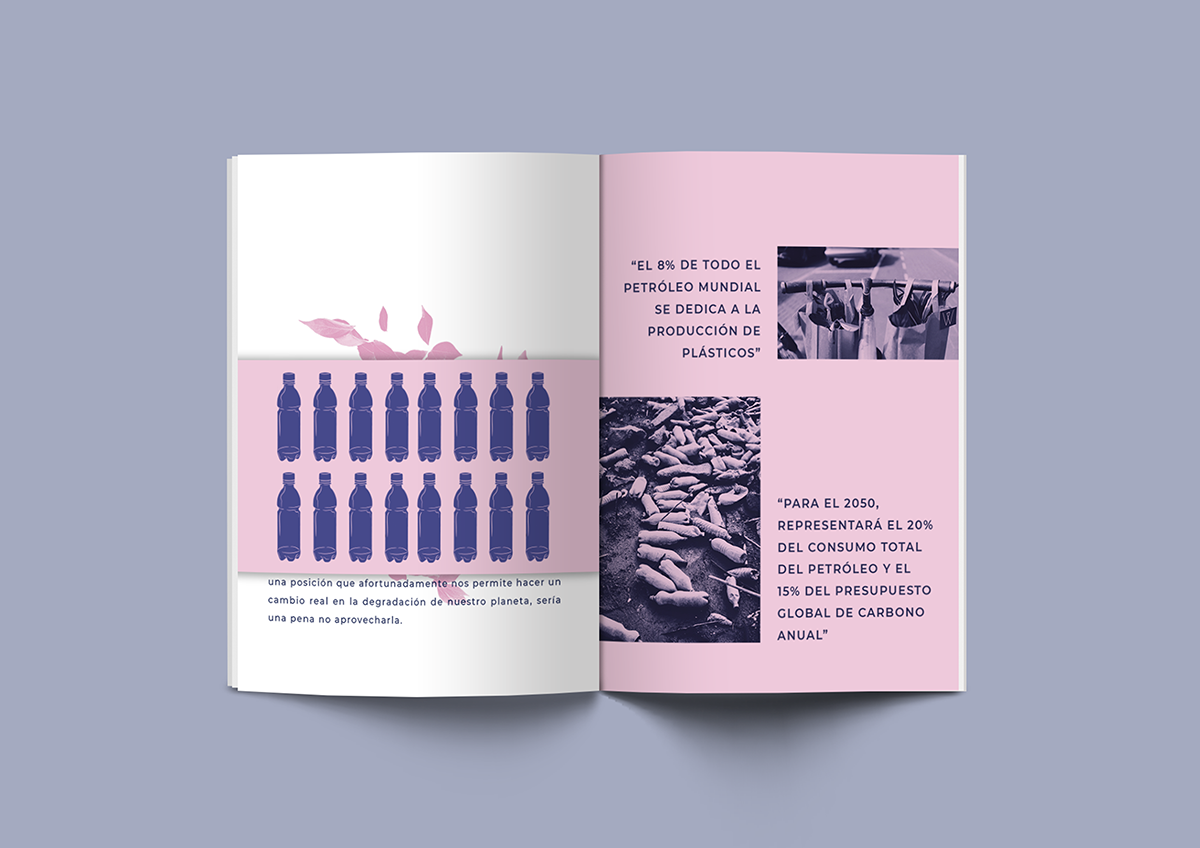 una posición que afortunadamente nos permite hacer un
cambio real en la degradación de nuestro planeta, sería
una pena no aprovecharla.
“EL 8% DE TODO EL
PETRÓLEO MUNDIAL
SE DEDICA A LA
PRODUCCIÓN DE
PLÁSTICOS”
“PARA EL 2050,
REPRESENTARÁ EL 20%
DEL CONSUMO TOTAL
DEL PETRÓLEO Y EL
15% DEL PRESUPUESTO
GLOBAL DE CARBONO
ANUAL”